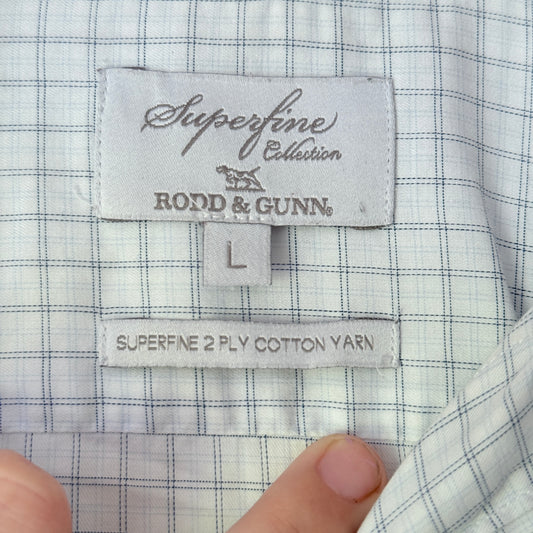 Superfine
Collection
RODD & GUNN®
L
SUPERFINE 2 PLY COTTON YARN